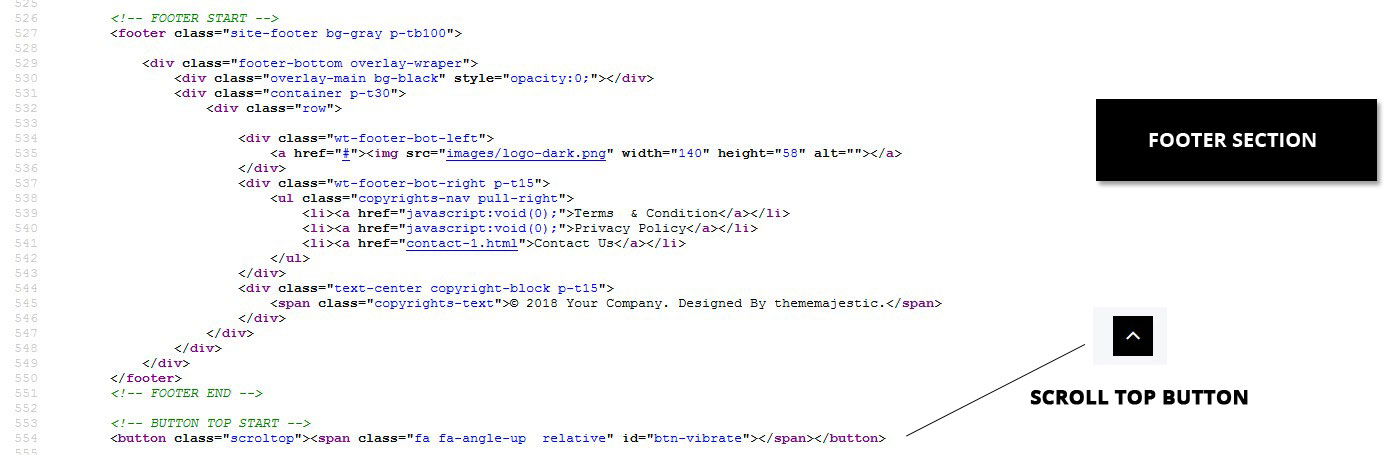 525
526 <!-- FOOTER START -->
527 <footer class="site-footer bg-gray p-tb100">
528
529 <div class="footer-bottom overlay-wraper">
530 <div class="overlay-main bg-black" style="opacity:0;"></div>
531 <div class="container p-t30">
532 <div class="row">
533
534 <div class="wt-footer-bot-left">
535 <a href="#"><img src="images/logo-dark.png" width="140" height="58" alt=""></a>
536 </div>
537 <div class="wt-footer-bot-right p-t15">
538 <ul class="copyrights-nav pull-right">
539 <li><a href="javascript:void(0);">Terms  & Condition</a></li>
540 <li><a href="javascript:void(0);">Privacy Policy</a></li>
541 <li><a href="contact-1.html">Contact Us</a></li>
542 </ul>
543 </div>
544 <div class="text-center copyright-block p-t15">
545 <span class="copyrights-text">© 2018 Your Company. Designed By thememajestic.</span>
546 </div>
547 </div>
548 </div>
549 </div>
550 </footer>
551 <!-- FOOTER END -->
552
553 <!-- BUTTON TOP START -->
554 <button class="scroltop"><span class="fa fa-angle-up  relative" id="btn-vibrate"></span></button>
555
FOOTER SECTION
SCROLL TOP BUTTON